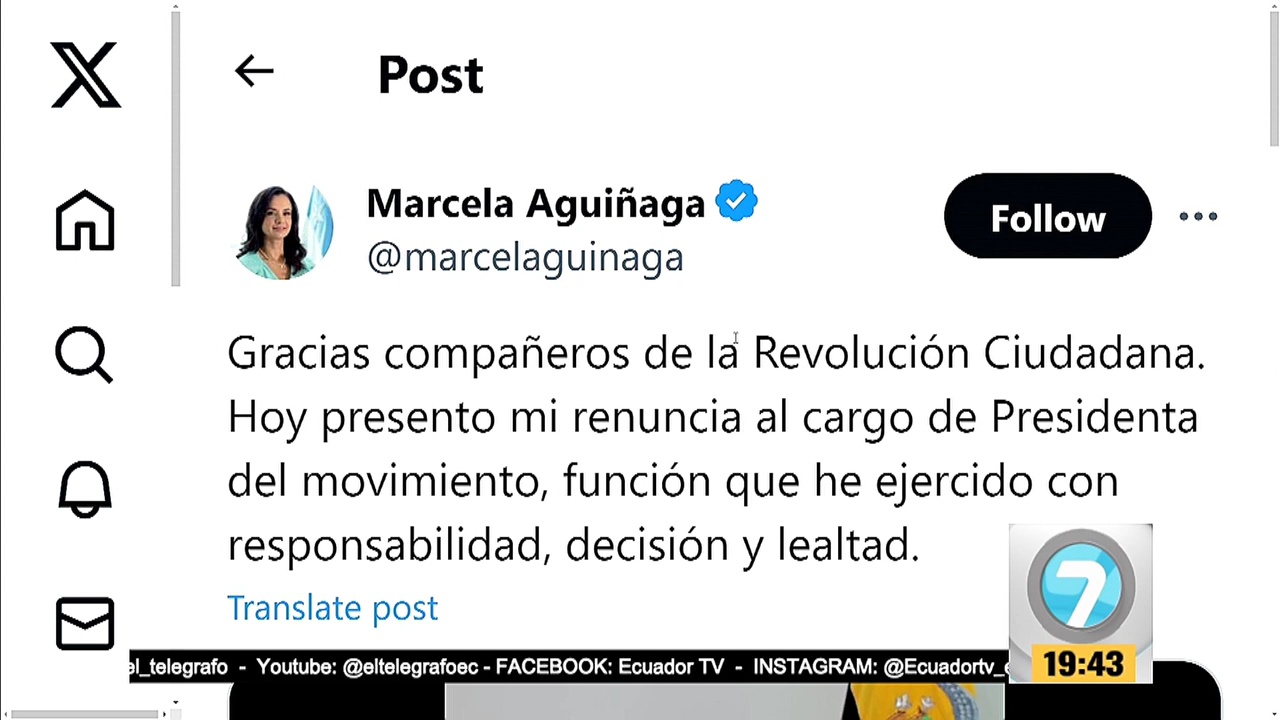 Post
Marcela Aguiñaga
@marcelaguinaga
Follow
Gracias compañeros de la Revolución Ciudadana.
Hoy presento mi renuncia al cargo de Presidenta
del movimiento, función que he ejercido con
responsabilidad, decisión y lealtad.
Translate post
7
el_telegrafo - Youtube: @eltelegrafoec - FACEBOOK: Ecuador TV - INSTAGRAM: @Ecuadortv_e
19:43